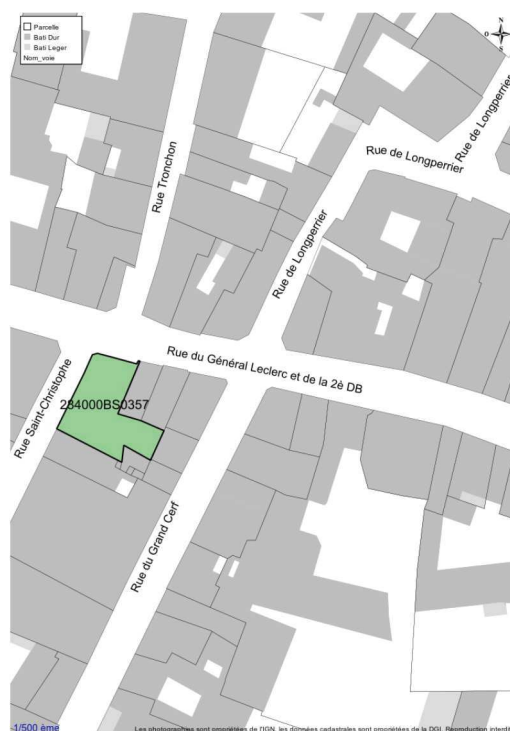 Parcelle
Bati Dur
Bati Leger
Nom_voie
N
O
E
S
Rue de Longperrier
Rue de Longperrier
Rue Tronchon
Rue de Longperrier
Rue du Général Leclerc et de la 2è DB
Rue Saint-Christophe
284000BS0357
Rue du Grand Cerf
1/500 ème
Les photographies sont propriétées de l'IGN, les données cadastrales sont propriétées de la DGI. Reproduction interdit